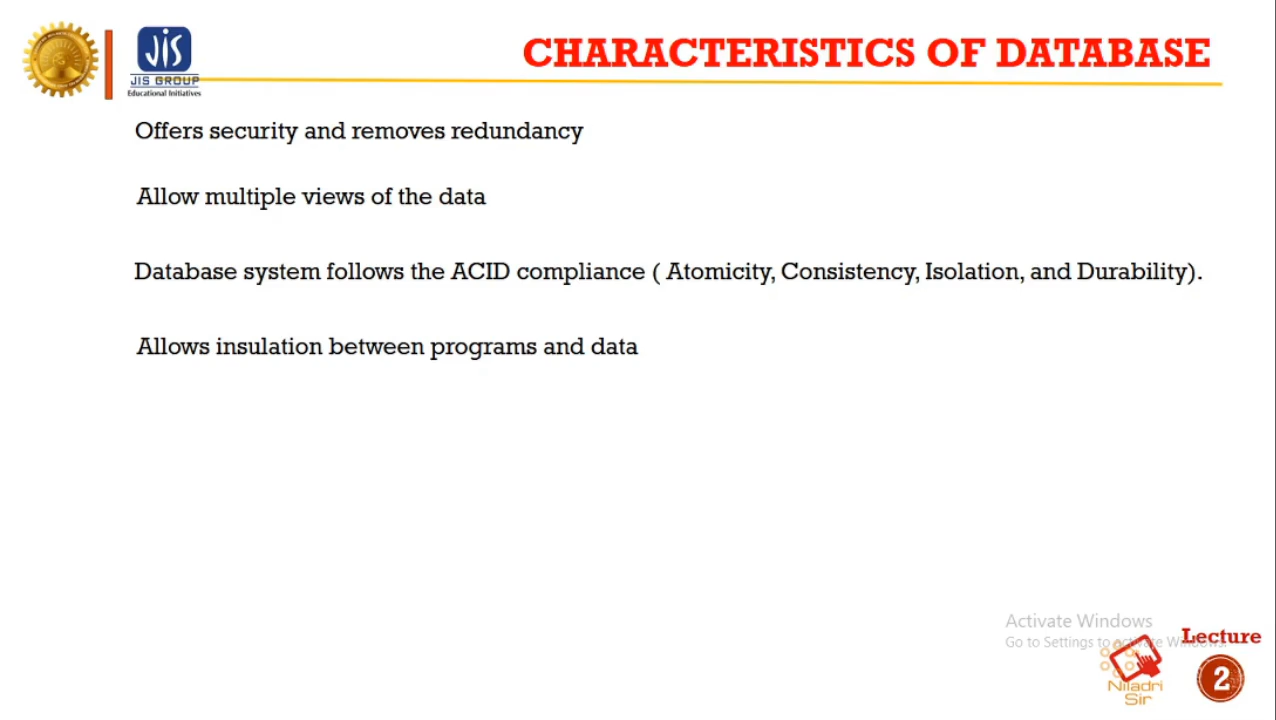 JIS
JIS GROUP
Educational Initiatives
CHARACTERISTICS OF DATABASE
Offers security and removes redundancy
Allow multiple views of the data
Database system follows the ACID compliance ( Atomicity, Consistency, Isolation, and Durability).
Allows insulation between programs and data
Activate Windows
Go to Settings to activate Windows.
Lecture
2
Niladri
Sir